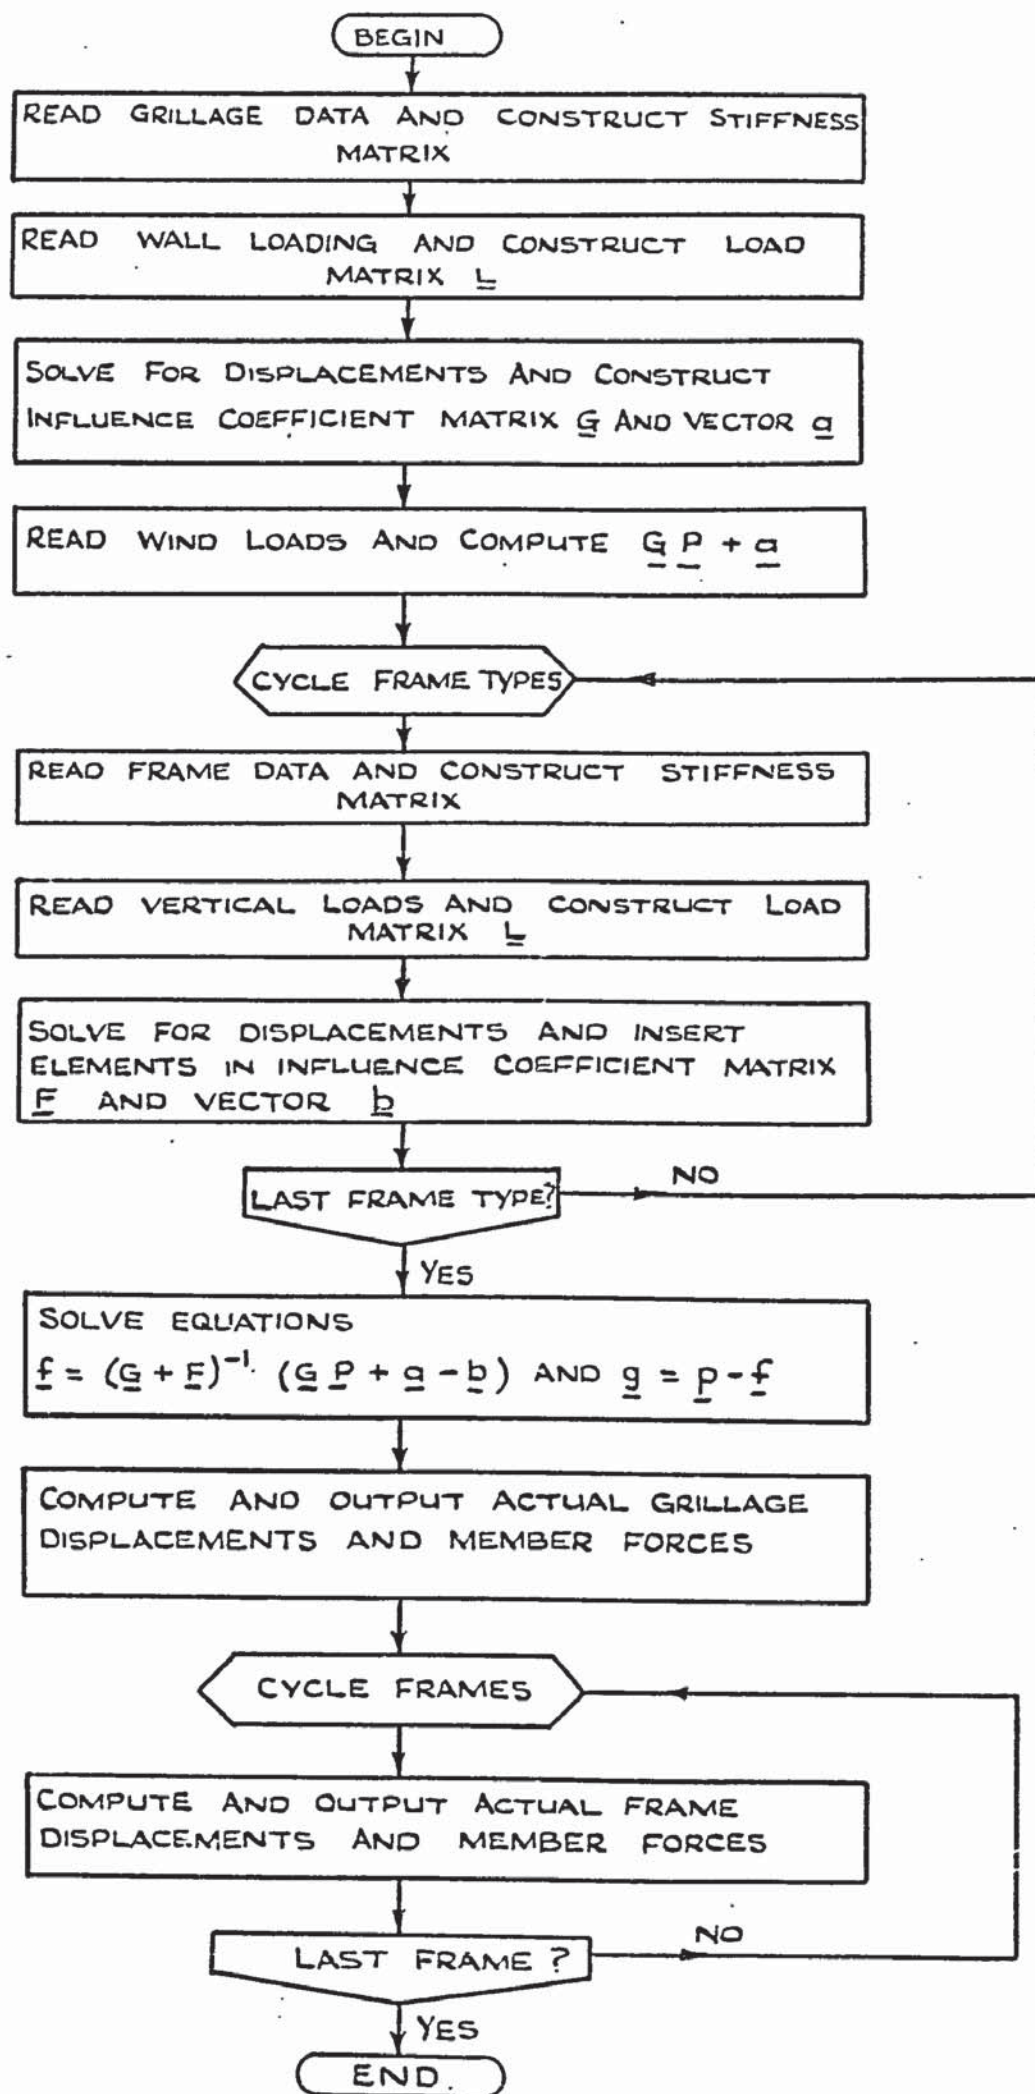 BEGIN
READ GRILLAGE DATA AND CONSTRUCT STIFFNESS
MATRIX
READ WALL LOADING AND CONSTRUCT LOAD
MATRIX L
SOLVE FOR DISPLACEMENTS AND CONSTRUCT
INFLUENCE COEFFICIENT MATRIX G AND VECTOR a
READ WIND LOADS AND COMPUTE G P + a
CYCLE FRAME TYPES
READ FRAME DATA AND CONSTRUCT STIFFNESS
MATRIX
READ VERTICAL LOADS AND CONSTRUCT LOAD
MATRIX L
SOLVE FOR DISPLACEMENTS AND INSERT
ELEMENTS IN INFLUENCE COEFFICIENT MATRIX
F AND VECTOR b
LAST FRAME TYPE?
NO
YES
SOLVE EQUATIONS
f = (G + F)⁻¹ (G P + a - b) AND g = p - f
COMPUTE AND OUTPUT ACTUAL GRILLAGE
DISPLACEMENTS AND MEMBER FORCES
CYCLE FRAMES
COMPUTE AND OUTPUT ACTUAL FRAME
DISPLACEMENTS AND MEMBER FORCES
LAST FRAME ?
NO
YES
END.